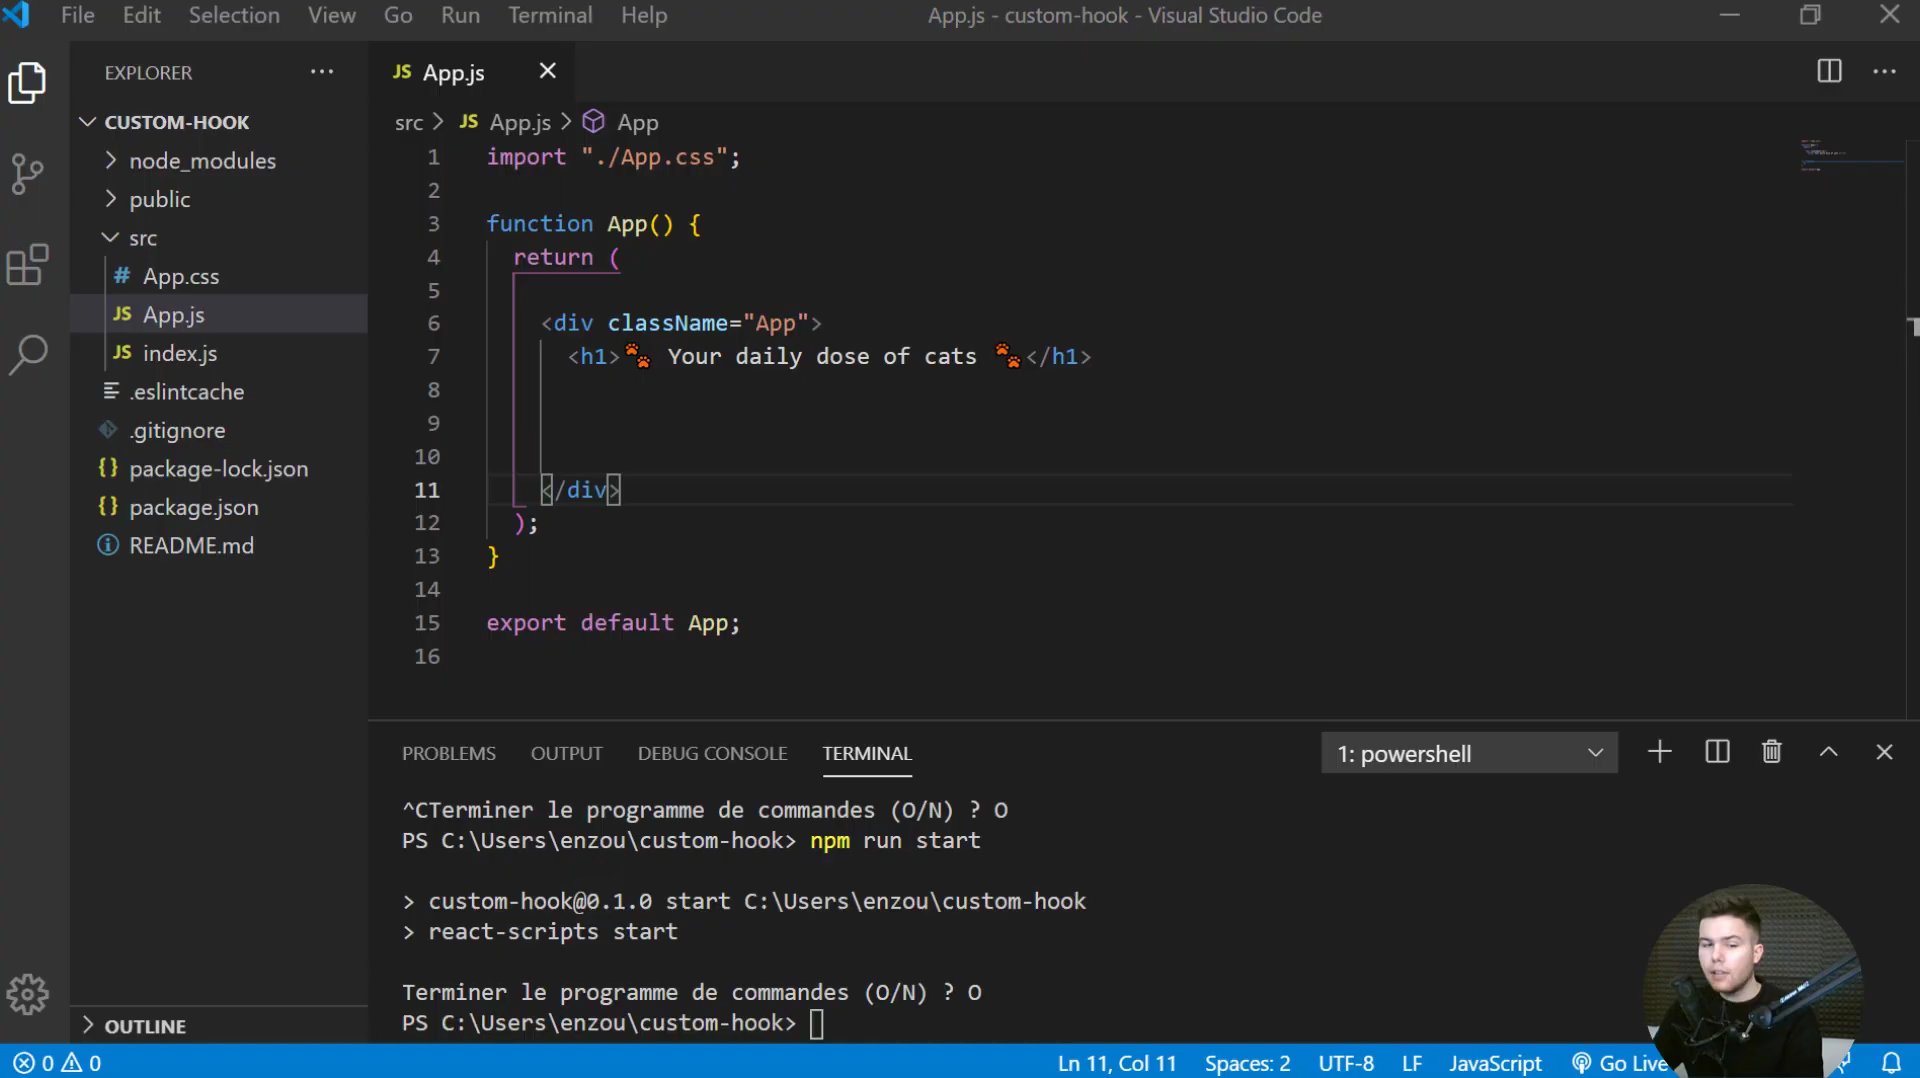 File Edit Selection View Go Run Terminal Help
App.js - custom-hook - Visual Studio Code
EXPLORER
CUSTOM-HOOK
node_modules
public
src
# App.css
JS App.js
JS index.js
.eslintcache
.gitignore
{} package-lock.json
{} package.json
README.md
OUTLINE
JS App.js
src > JS App.js > App
1 import "./App.css";
2
3 function App() {
4 return (
5
6 <div className="App">
7 <h1>🐾 Your daily dose of cats 🐾</h1>
8
9
10
11 </div>
12 );
13 }
14
15 export default App;
16
PROBLEMS OUTPUT DEBUG CONSOLE TERMINAL
1: powershell
^CTerminer le programme de commandes (O/N) ? O
PS C:\Users\enzou\custom-hook> npm run start
> custom-hook@0.1.0 start C:\Users\enzou\custom-hook
> react-scripts start
Terminer le programme de commandes (O/N) ? O
PS C:\Users\enzou\custom-hook>
0 0
Ln 11, Col 11 Spaces: 2 UTF-8 LF JavaScript Go Live